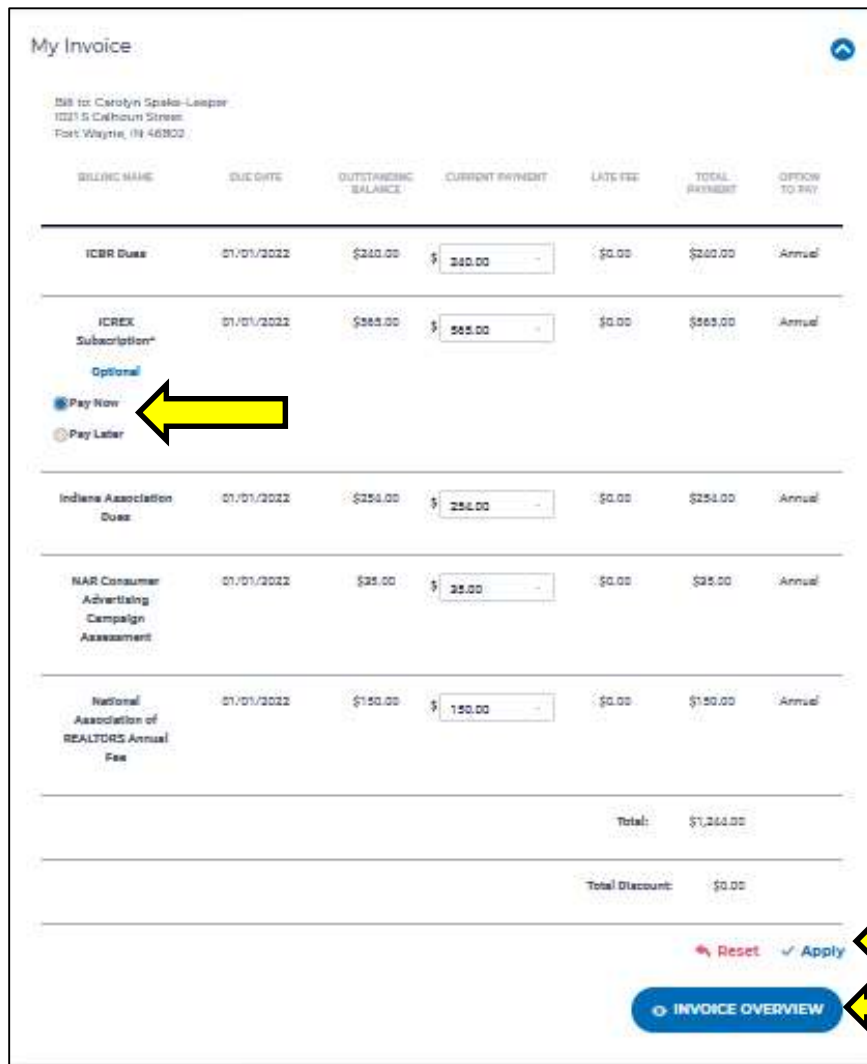 My Invoice
Bill to: Carolyn Spake-Leeper
1021 S Calhoun Street
Fort Wayne, IN 46802
BILLING NAME DUE DATE OUTSTANDING BALANCE CURRENT PAYMENT LATE FEE TOTAL PAYMENT OPTION TO PAY
ICBR Dues 01/01/2022 $240.00 $ 240.00 $0.00 $240.00 Annual
ICREX 01/01/2022 $565.00 $ 565.00 $0.00 $565.00 Annual
Subscription*
Optional
Pay Now
Pay Later
Indiana Association 01/01/2022 $254.00 $ 254.00 $0.00 $254.00 Annual
Dues
NAR Consumer 01/01/2022 $35.00 $ 35.00 $0.00 $35.00 Annual
Advertising
Campaign
Assessment
National 01/01/2022 $150.00 $ 150.00 $0.00 $150.00 Annual
Association of
REALTORS Annual
Fee
Total: $1,244.00
Total Discount: $0.00
Reset Apply
INVOICE OVERVIEW